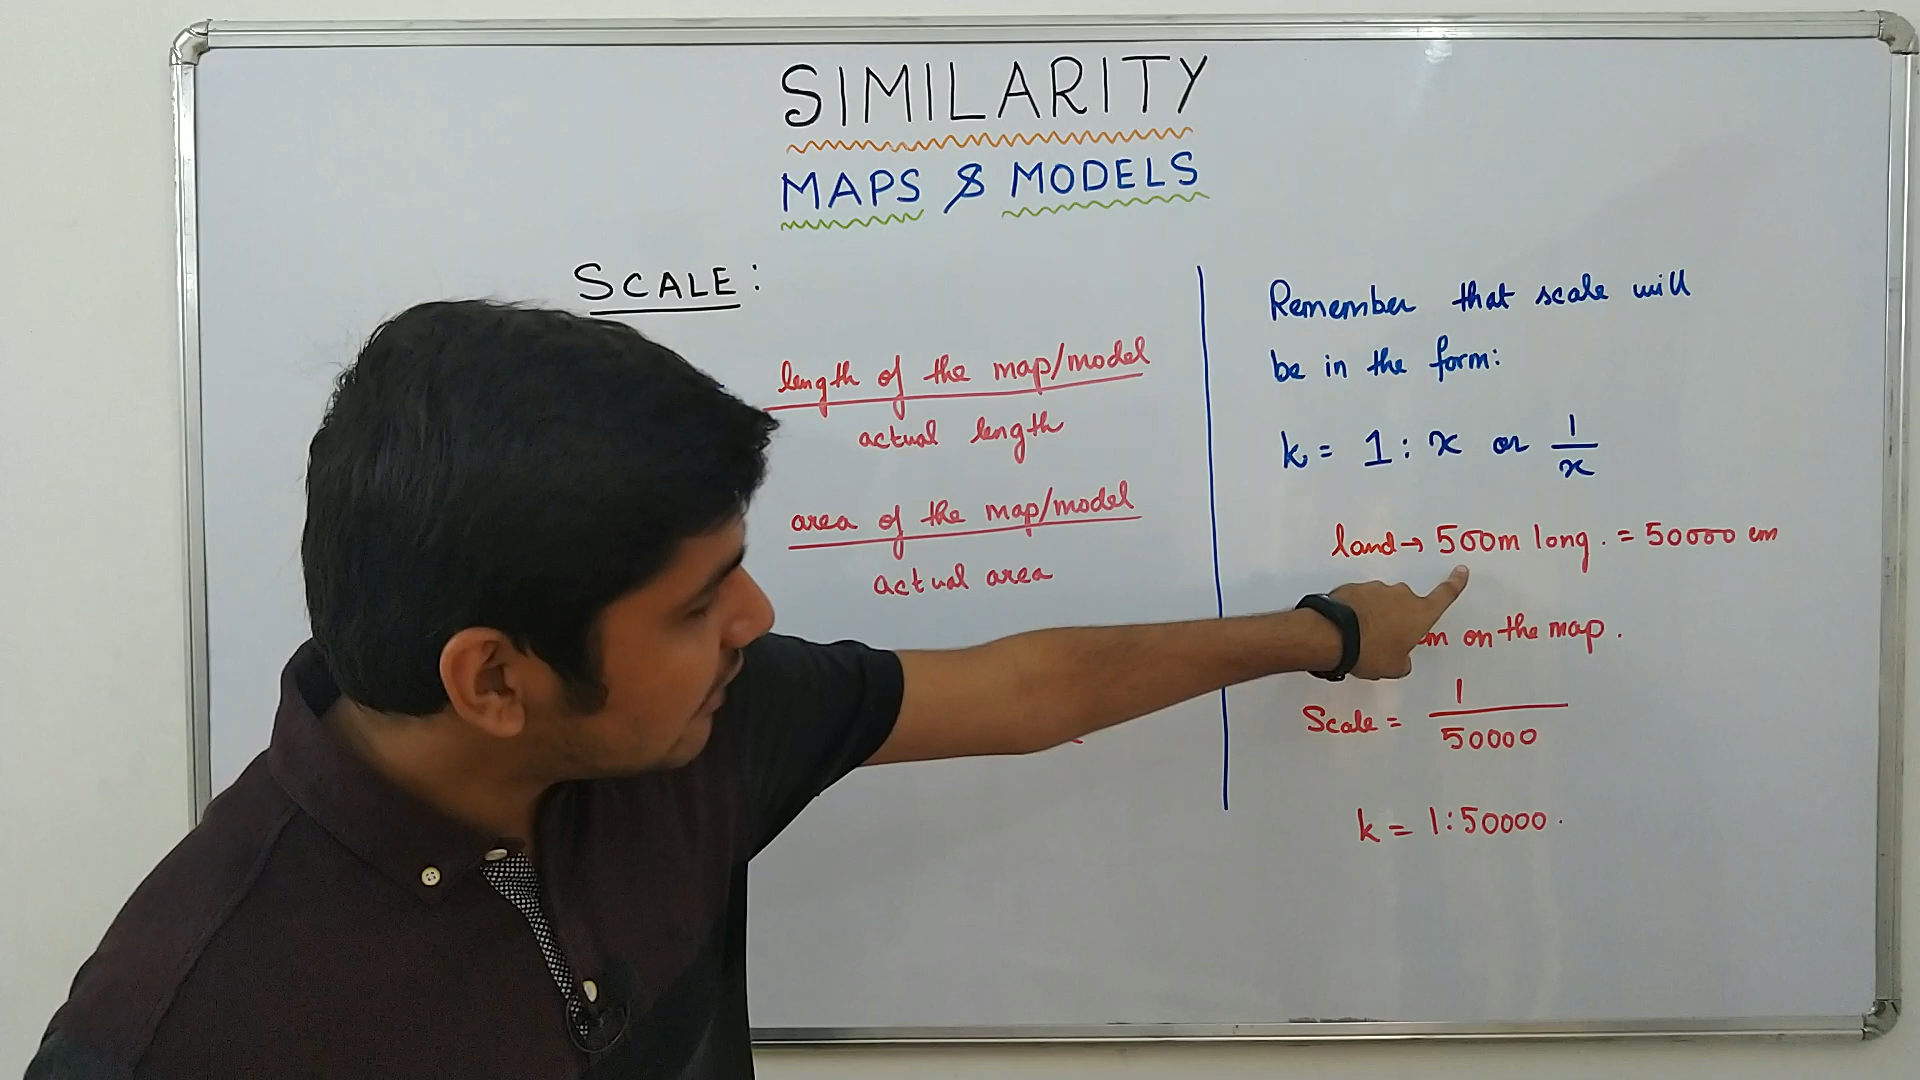 SIMILARITY
MAPS & MODELS
SCALE:
length of the map/model
actual length
area of the map/model
actual area
Remember that scale will
be in the form:
k = 1 : x or 1/x
land → 500m long. = 50000 cm
on the map.
Scale = 1/50000
k = 1:50000.